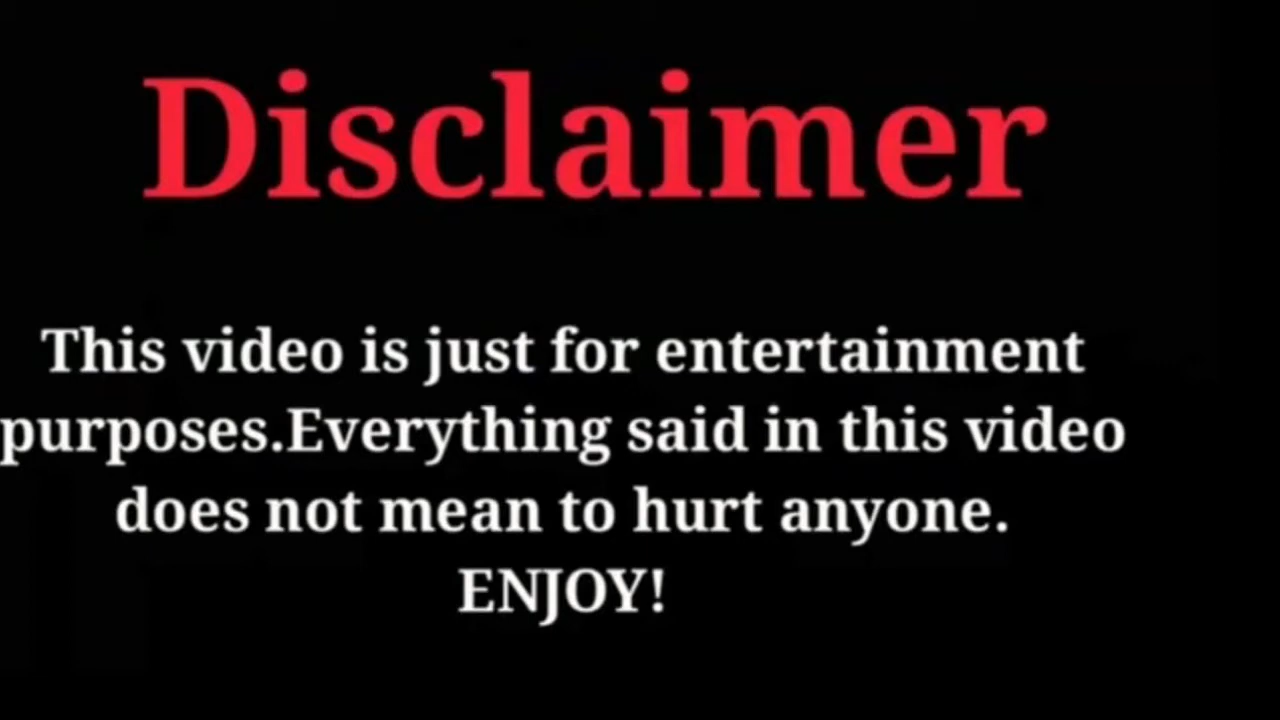 Disclaimer
This video is just for entertainment
purposes.Everything said in this video
does not mean to hurt anyone.
ENJOY!